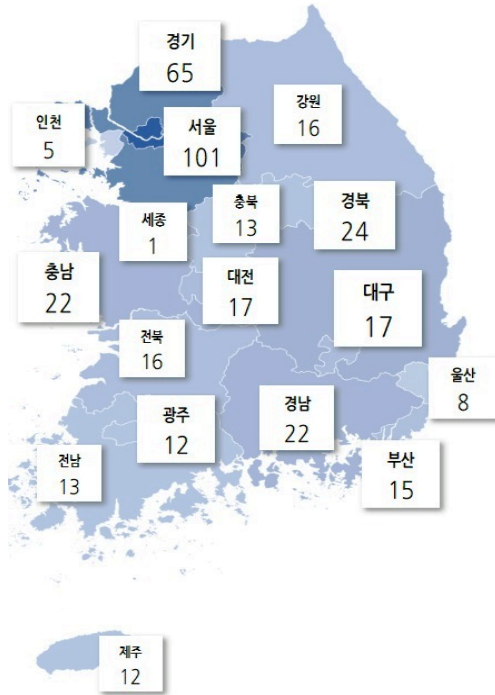 경기
65
강원
16
인천
5
서울
101
충북
13
경북
24
세종
1
충남
22
대전
17
대구
17
전북
16
울산
8
경남
22
광주
12
전남
13
부산
15
제주
12